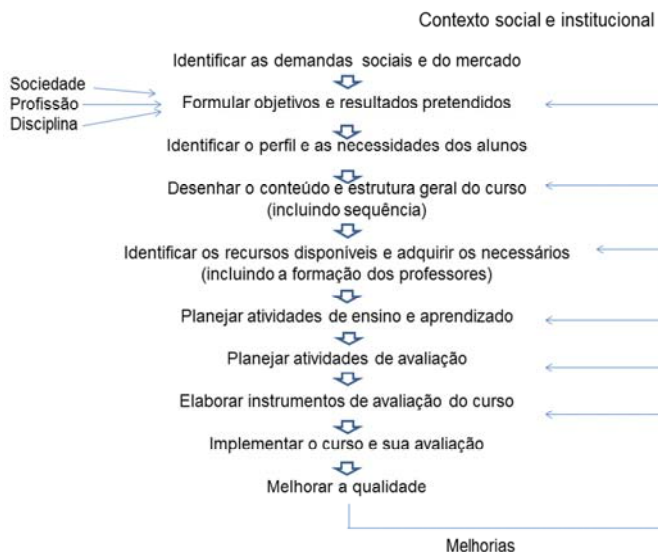 Contexto social e institucional
Identificar as demandas sociais e do mercado
Sociedade
Profissão
Disciplina
Formular objetivos e resultados pretendidos
Identificar o perfil e as necessidades dos alunos
Desenhar o conteúdo e estrutura geral do curso
(incluindo sequência)
Identificar os recursos disponíveis e adquirir os necessários
(incluindo a formação dos professores)
Planejar atividades de ensino e aprendizado
Planejar atividades de avaliação
Elaborar instrumentos de avaliação do curso
Implementar o curso e sua avaliação
Melhorar a qualidade
Melhorias